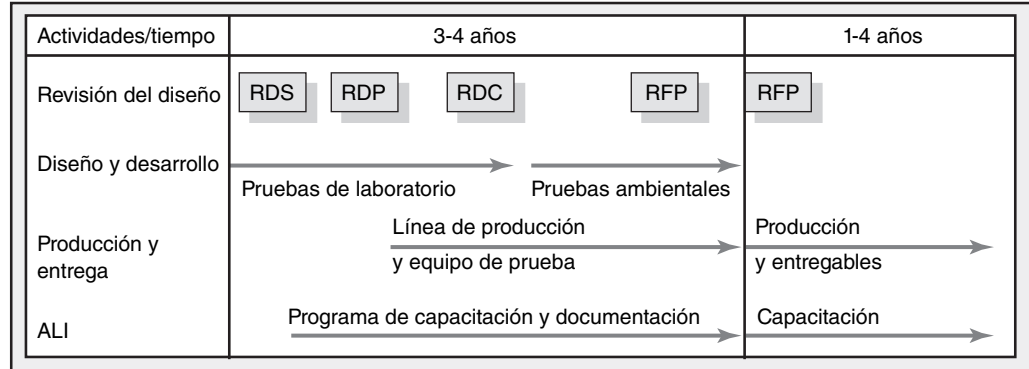 Actividades/tiempo
3-4 años
1-4 años
Revisión del diseño
RDS
RDP
RDC
RFP
RFP
Diseño y desarrollo
Pruebas de laboratorio
Pruebas ambientales
Producción y
entrega
Línea de producción
y equipo de prueba
Producción
y entregables
ALI
Programa de capacitación y documentación
Capacitación